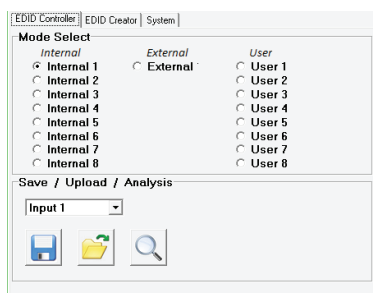 EDID Controller EDID Creator System
Mode Select
Internal External User
Internal 1 External User 1
Internal 2 User 2
Internal 3 User 3
Internal 4 User 4
Internal 5 User 5
Internal 6 User 6
Internal 7 User 7
Internal 8 User 8
Save / Upload / Analysis
Input 1